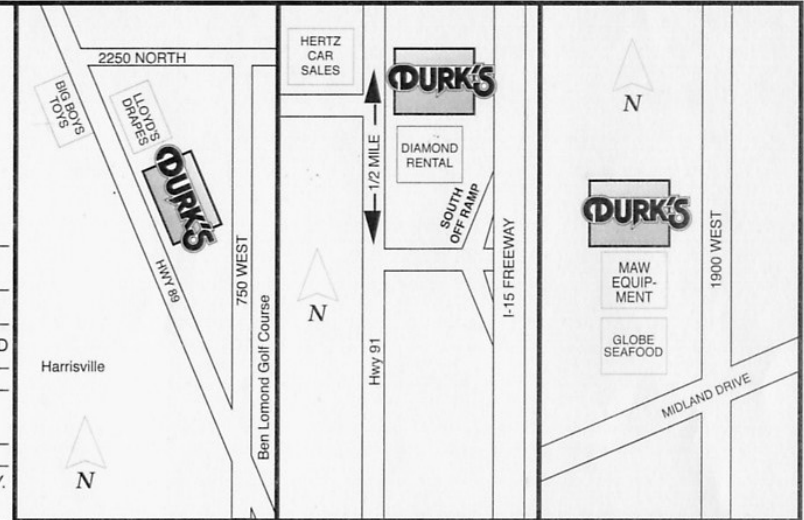 2250 NORTH
BIG BOYS
TOYS
LLOYD'S
DRAPES
DURK'S
HWY 89
750 WEST
Ben Lomond Golf Course
Harrisville
N
HERTZ
CAR
SALES
DURK'S
1/2 MILE
DIAMOND
RENTAL
SOUTH
OFF RAMP
I-15 FREEWAY
N
Hwy 91
N
DURK'S
1900 WEST
MAW
EQUIP-
MENT
GLOBE
SEAFOOD
MIDLAND DRIVE